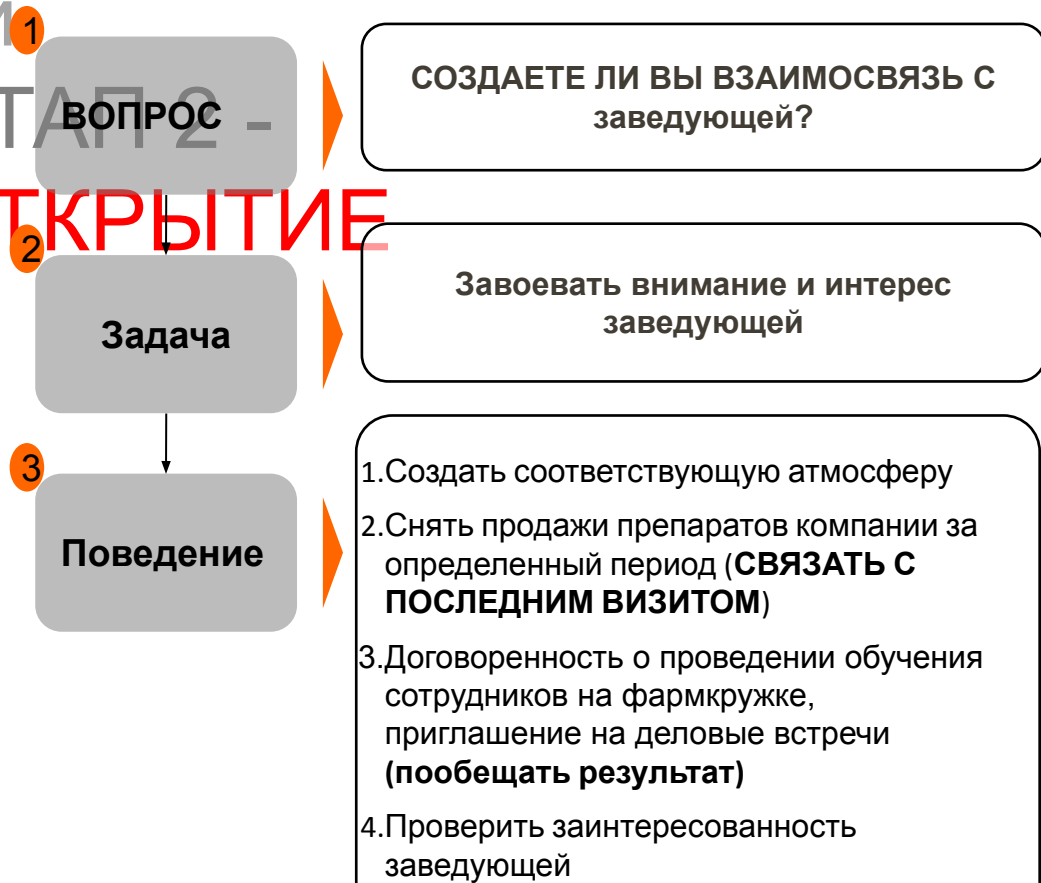 И
1
ТАП 2 -
ВОПРОС
СОЗДАЕТЕ ЛИ ВЫ ВЗАИМОСВЯЗЬ С
заведующей?
ТКРЫТИЕ
2
Задача
Завоевать внимание и интерес
заведующей
3
Поведение
1.Создать соответствующую атмосферу
2.Снять продажи препаратов компании за
определенный период (СВЯЗАТЬ С
ПОСЛЕДНИМ ВИЗИТОМ)
3.Договоренность о проведении обучения
сотрудников на фармкружке,
приглашение на деловые встречи
(пообещать результат)
4.Проверить заинтересованность
заведующей